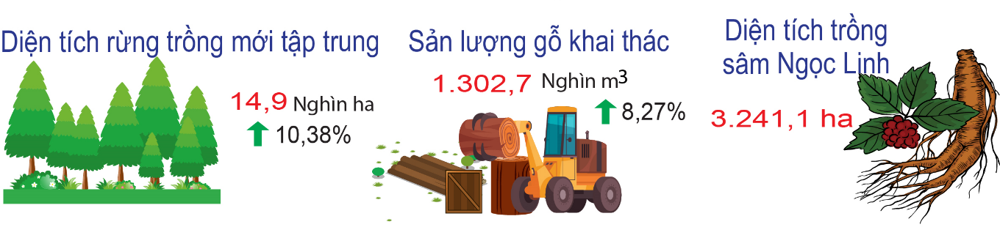 Diện tích rừng trồng mới tập trung
14,9 Nghìn ha
10,38%
Sản lượng gỗ khai thác
1.302,7 Nghìn m³
8,27%
Diện tích trồng
sâm Ngọc Linh
3.241,1 ha